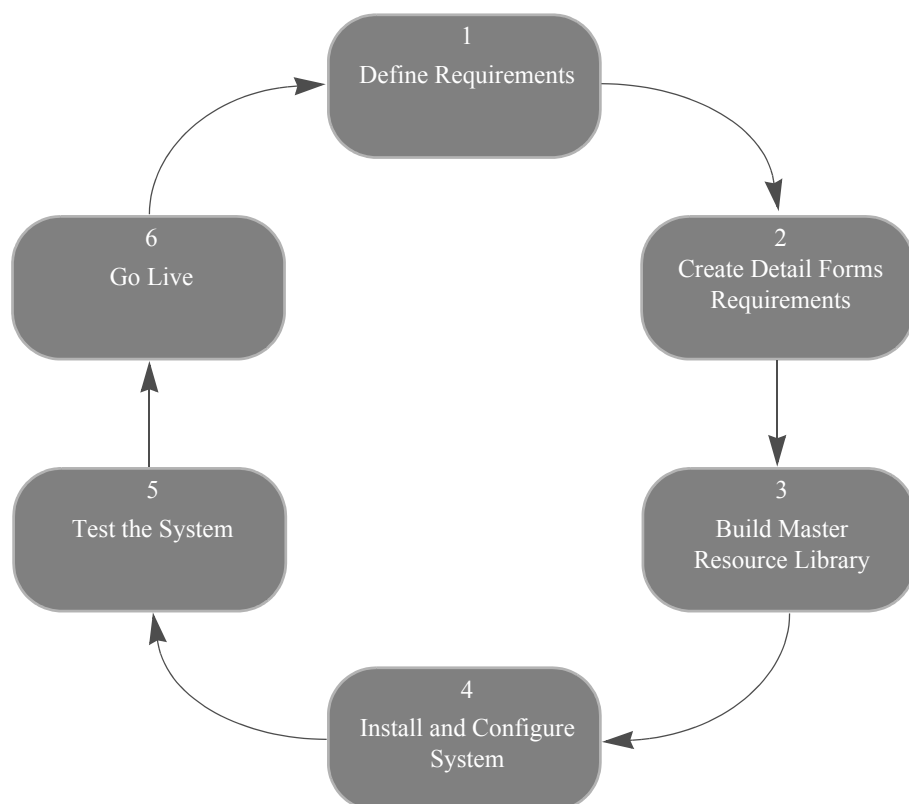 1
Define Requirements
2
Create Detail Forms
Requirements
3
Build Master
Resource Library
4
Install and Configure
System
5
Test the System
6
Go Live